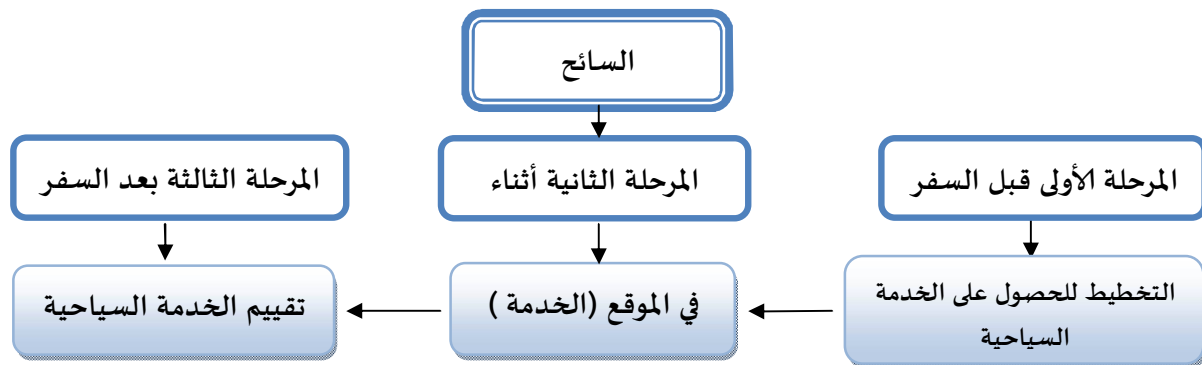 السائح
المرحلة الأولى قبل السفر
المرحلة الثانية أثناء
المرحلة الثالثة بعد السفر
التخطيط للحصول على الخدمة
السياحية
في الموقع (الخدمة )
تقييم الخدمة السياحية